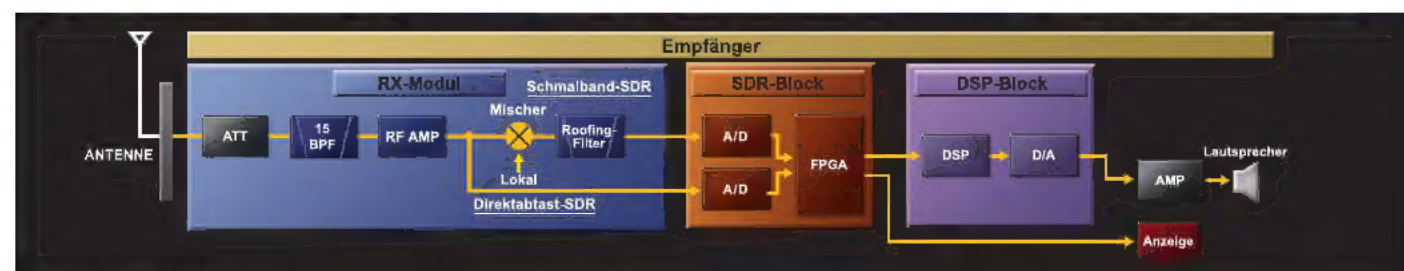 Empfänger
RX-Modul
Schmalband-SDR
SDR-Block
DSP-Block
Mischer
ANTENNE
ATT
15
BPF
RF AMP
Roofing-
Filter
Lokal
Direktabtast-SDR
A/D
A/D
FPGA
DSP
D/A
AMP
Lautsprecher
Anzeige